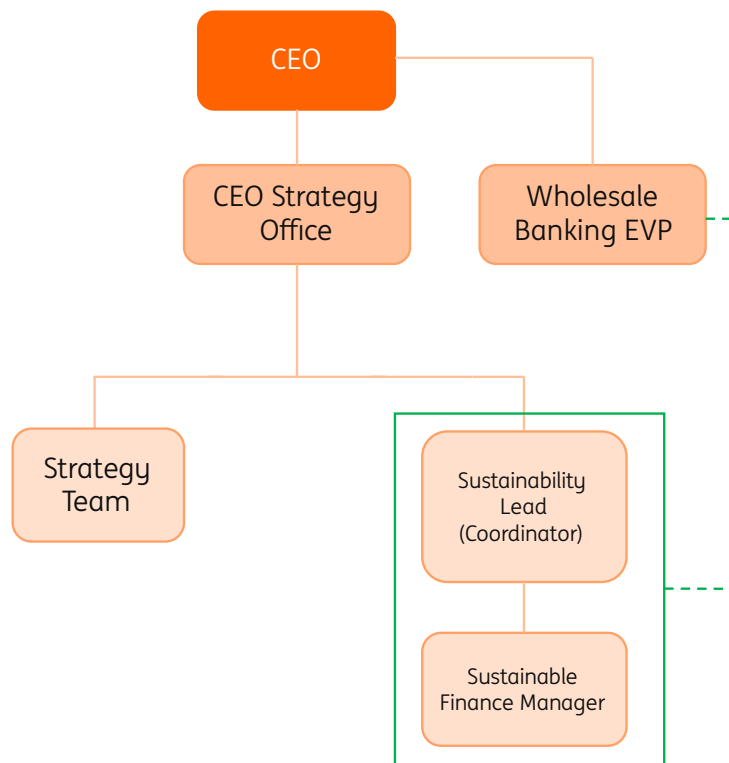 CEO
CEO Strategy
Office
Wholesale
Banking EVP
Strategy
Team
Sustainability
Lead
(Coordinator)
Sustainable
Finance Manager